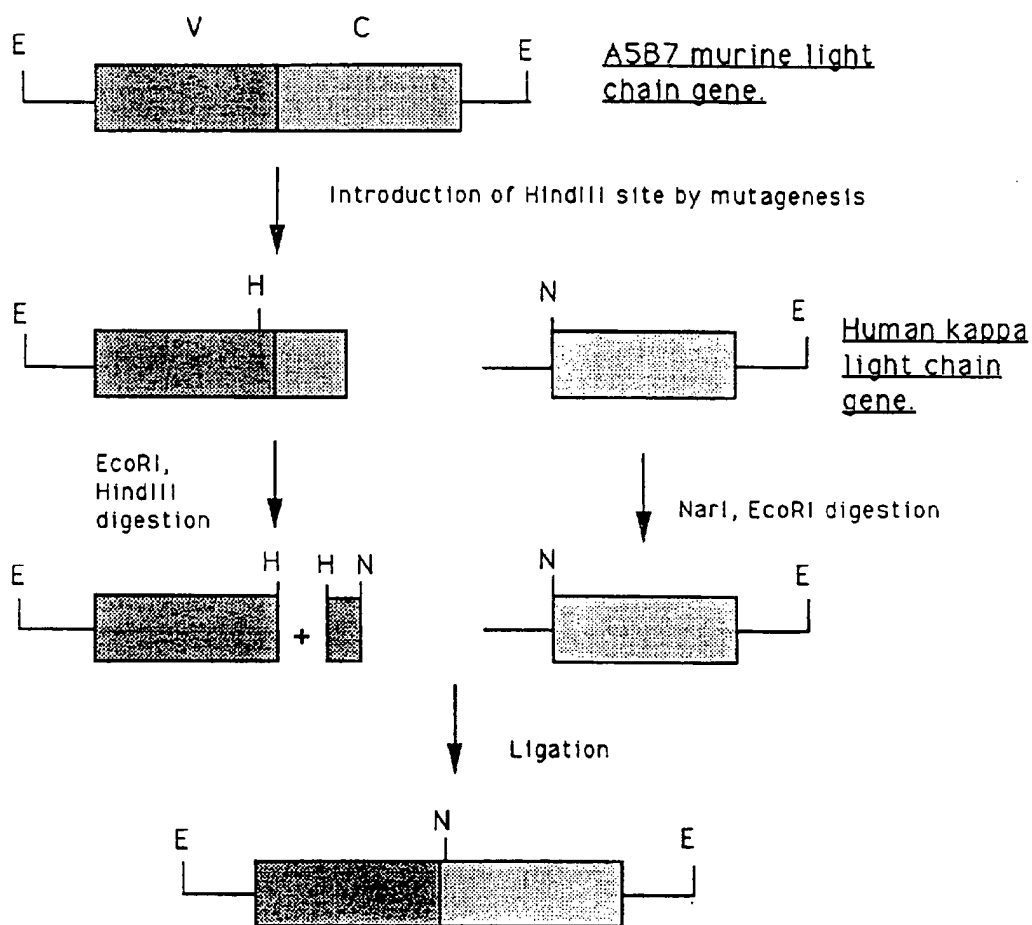 V C
E E
A5B7 murine light
chain gene.
Introduction of HindIII site by mutagenesis
H N
E E
Human kappa
light chain
gene.
EcoRI,
HindIII
digestion
NarI, EcoRI digestion
H H N N
E E
+
Ligation
N
E E